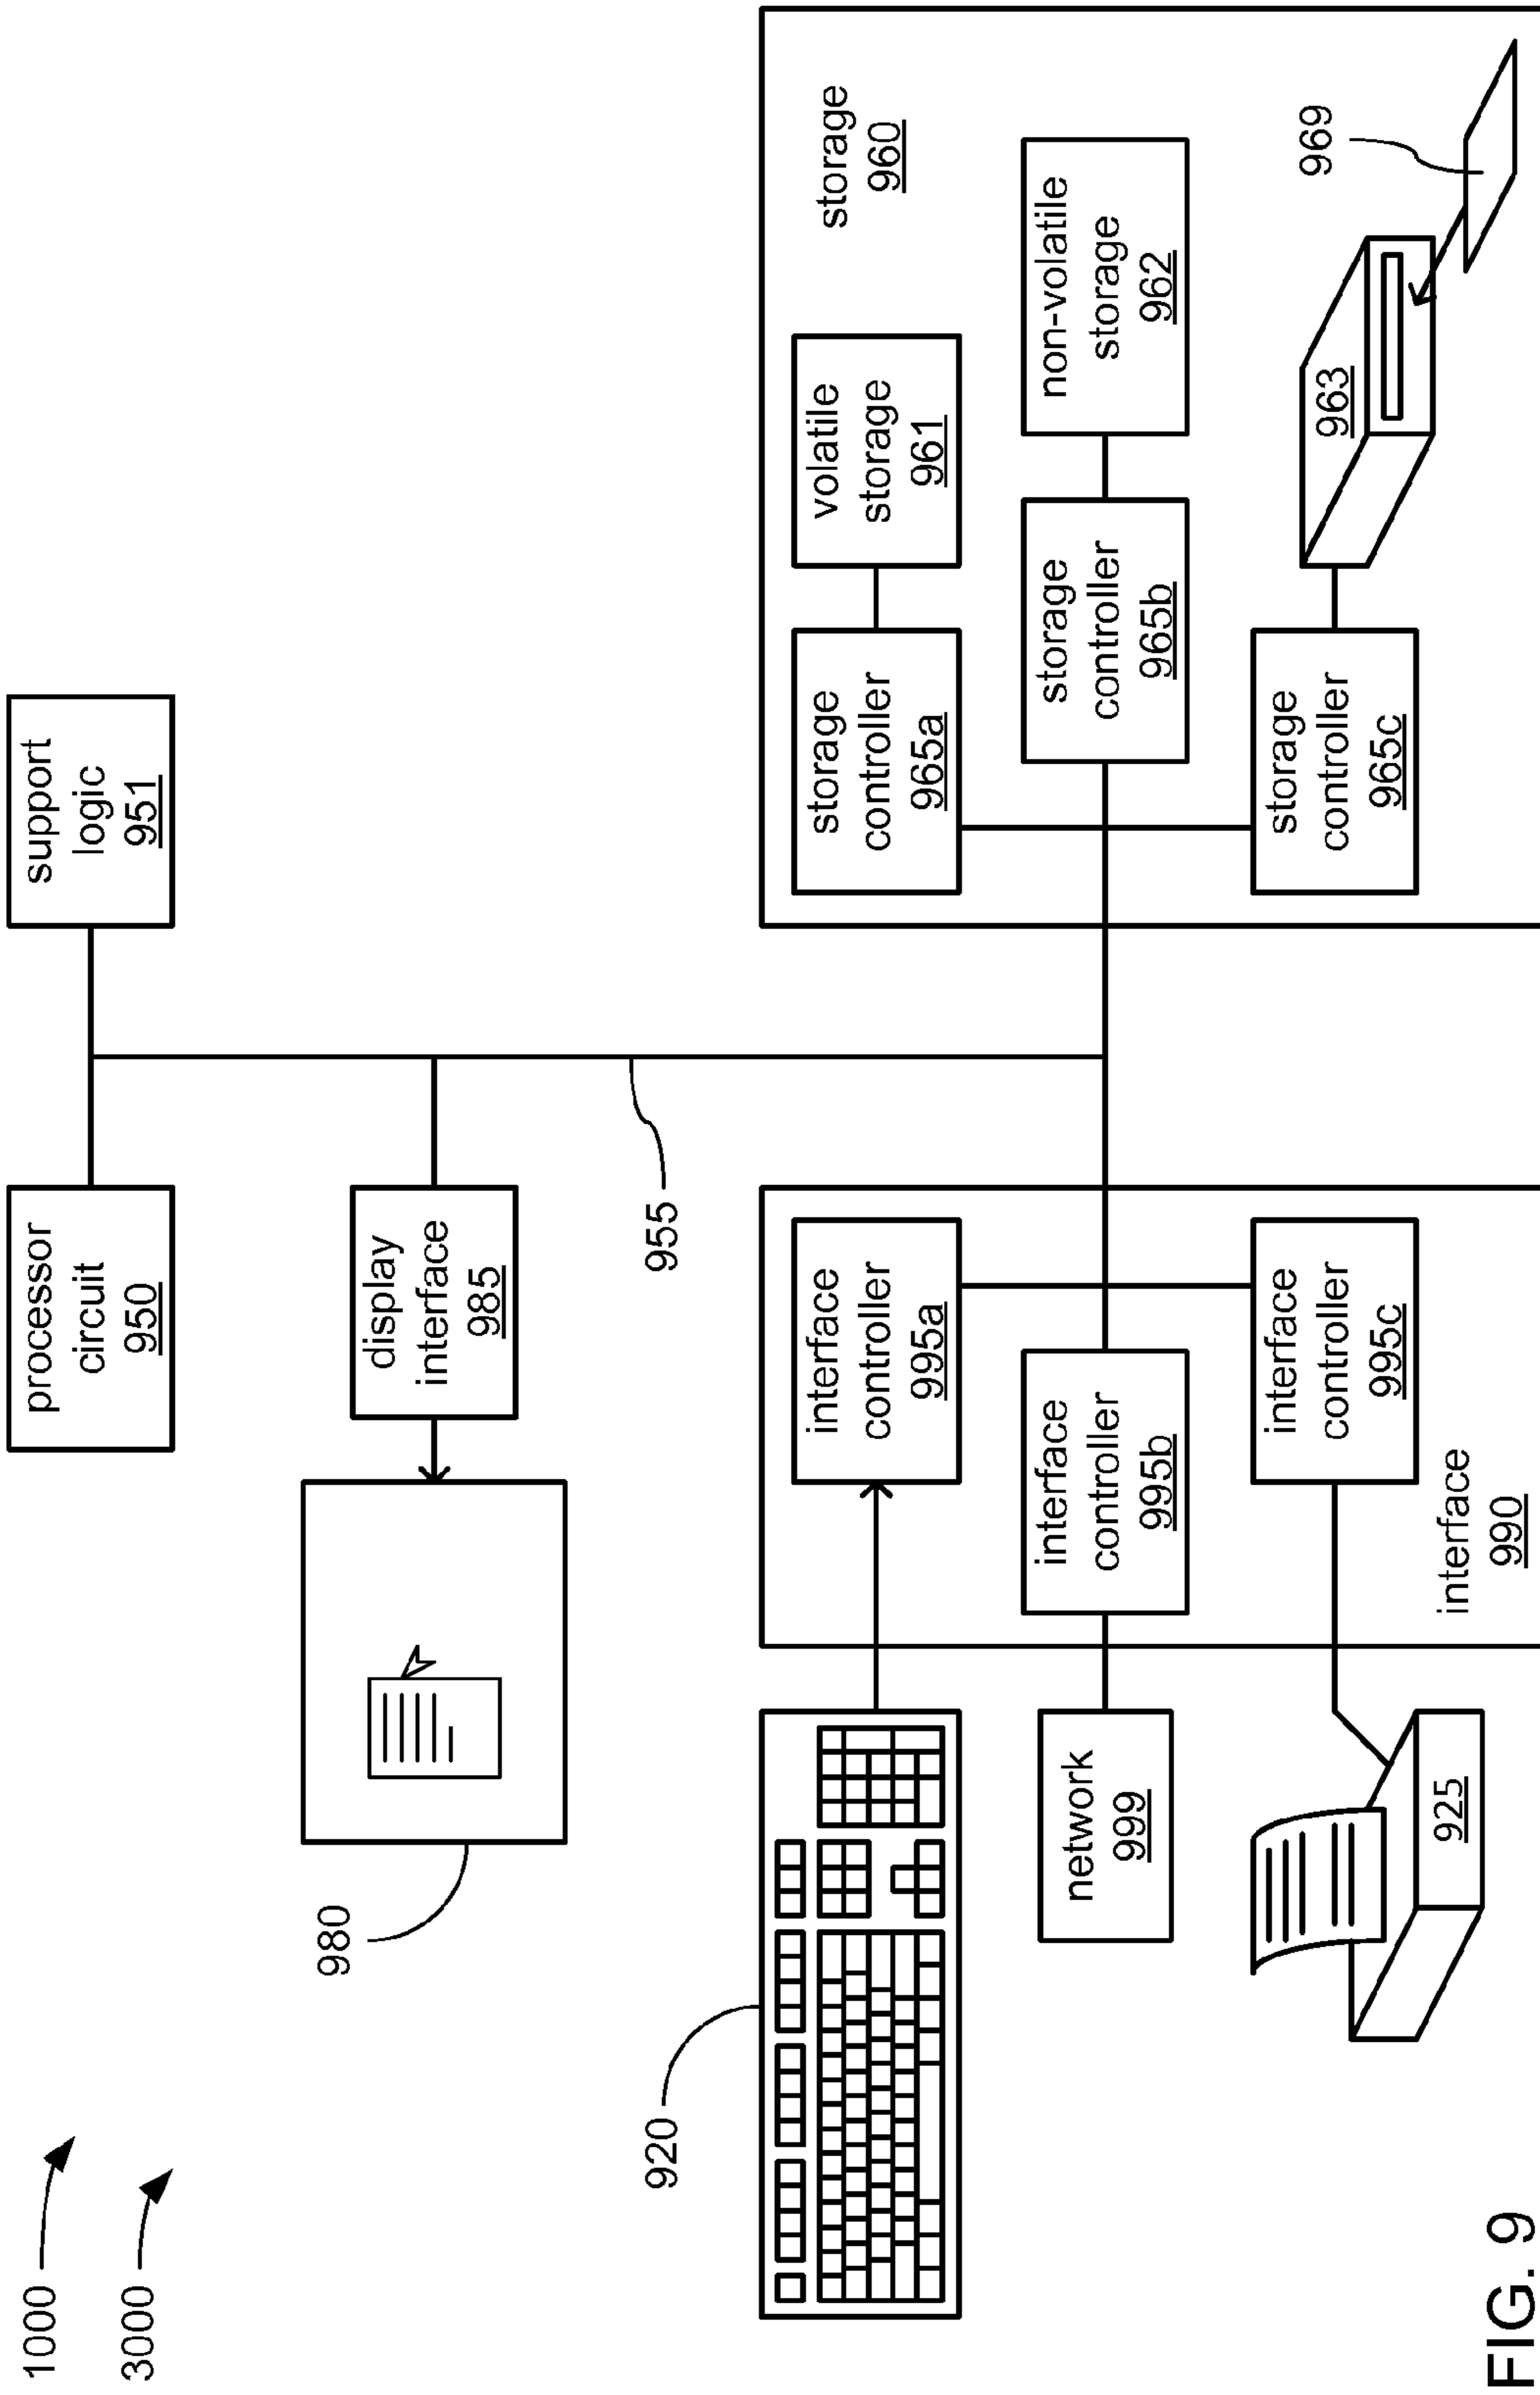 1000
3000
processor
circuit
950
support
logic
951
display
interface
985
980
955
920
interface
controller
995a
interface
controller
995b
interface
controller
995c
interface
990
network
999
925
storage
960
storage
controller
965a
volatile
storage
961
storage
controller
965b
non-volatile
storage
962
storage
controller
965c
963
969
FIG. 9